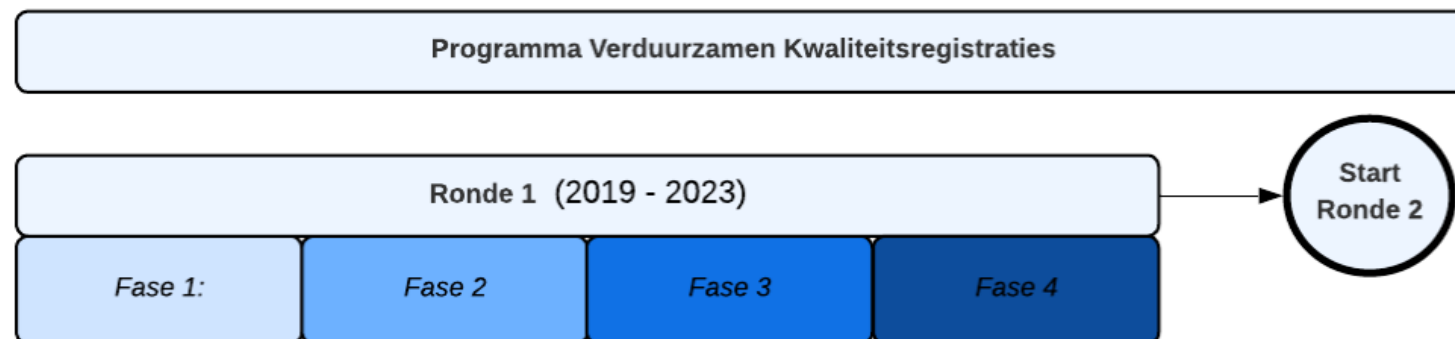 Programma Verduurzamen Kwaliteitsregistraties
Ronde 1 (2019 - 2023)
Start
Ronde 2
Fase 1:
Fase 2
Fase 3
Fase 4